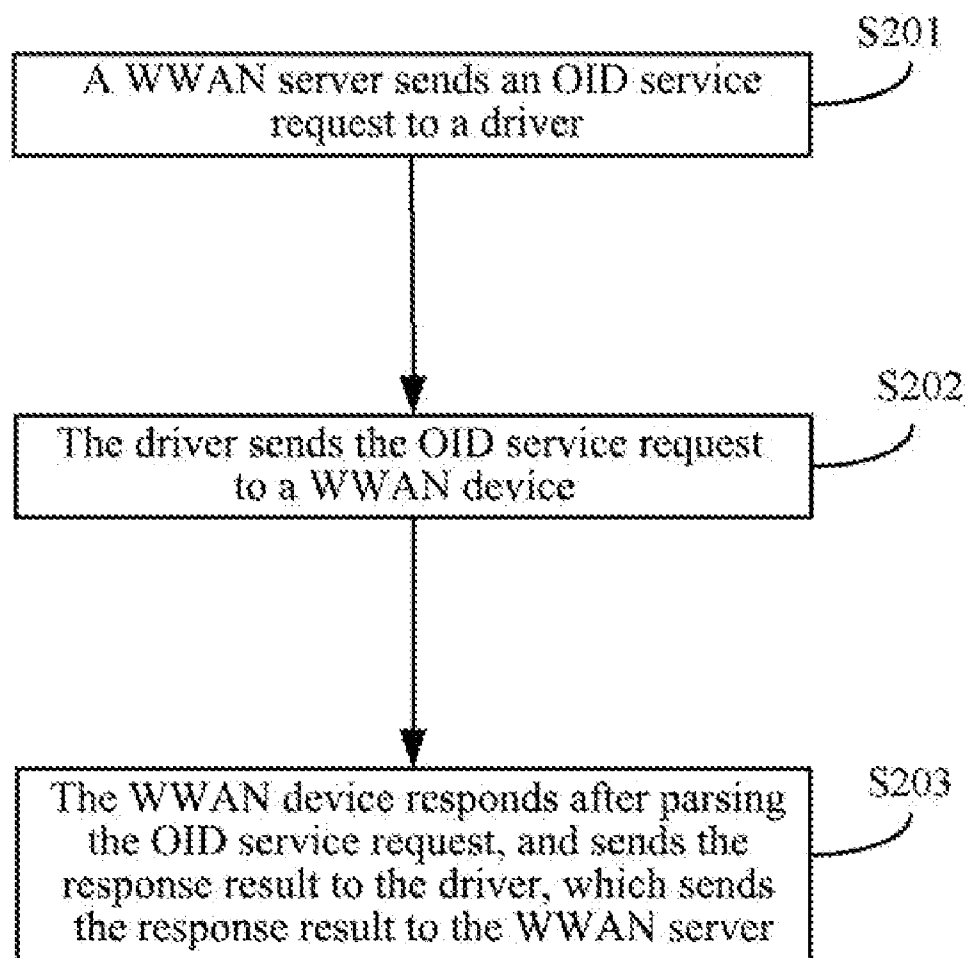 S201
A WWAN server sends an OID service
request to a driver
S202
The driver sends the OID service request
to a WWAN device
S203
The WWAN device responds after parsing
the OID service request, and sends the
response result to the driver, which sends
the response result to the WWAN server